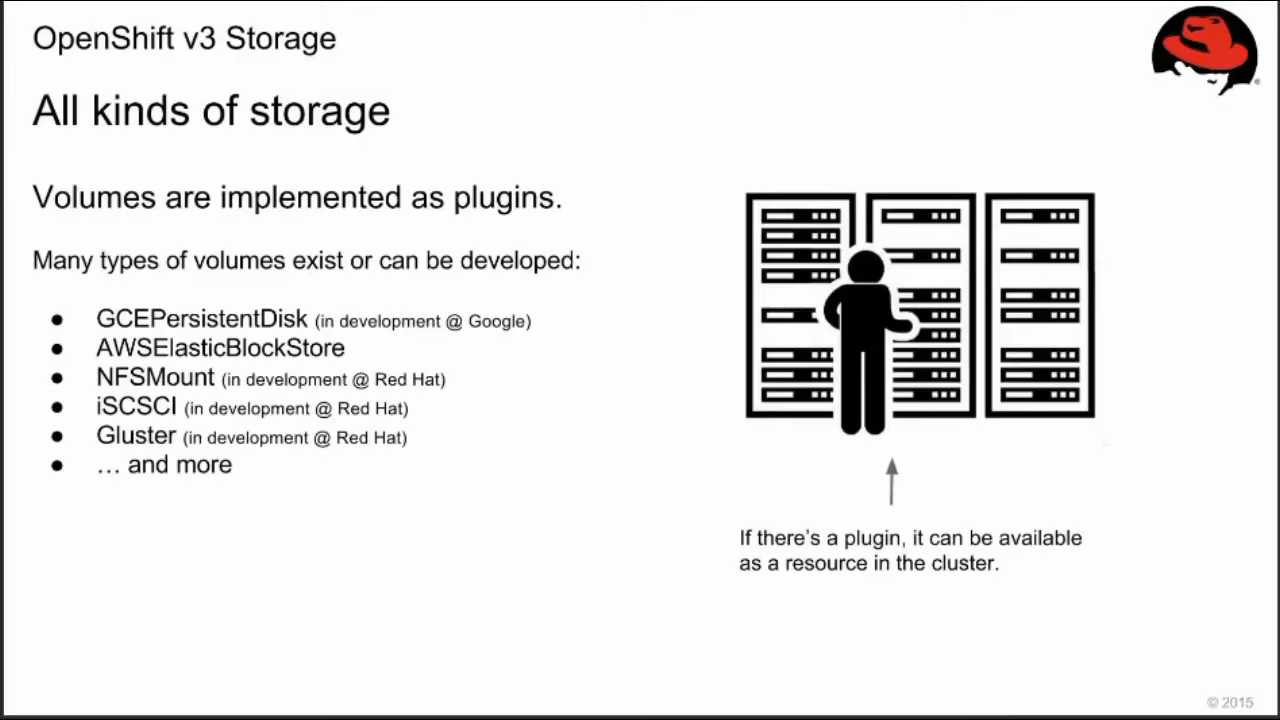 OpenShift v3 Storage
All kinds of storage
Volumes are implemented as plugins.
Many types of volumes exist or can be developed:
● GCEPersistentDisk (in development @ Google)
● AWSElasticBlockStore
● NFSMount (in development @ Red Hat)
● iSCSCI (in development @ Red Hat)
● Gluster (in development @ Red Hat)
● … and more
If there's a plugin, it can be available
as a resource in the cluster.
© 2015